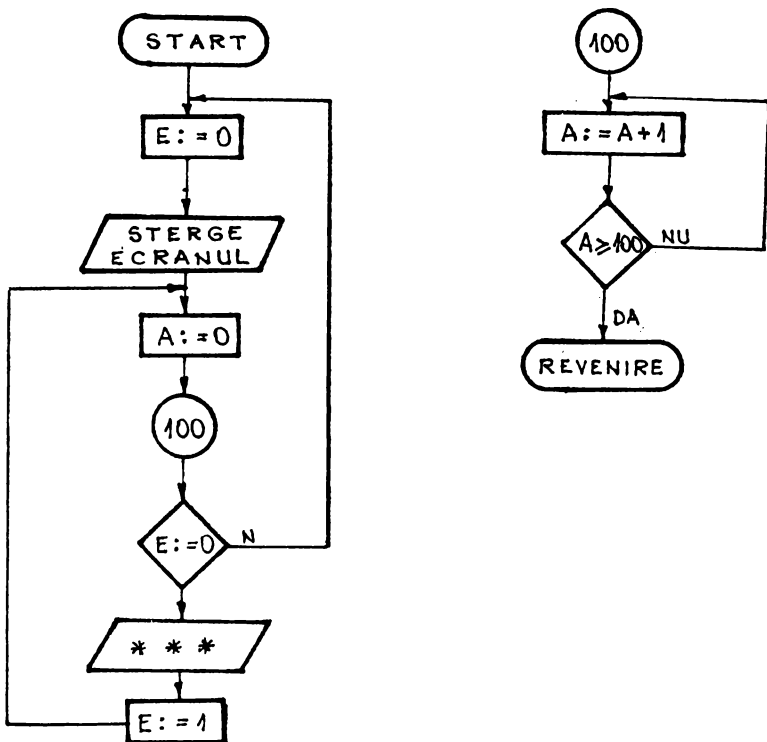 START
E:=0
STERGE
ECRANUL
A:=0
100
E:=0
N
* * *
E:=1
100
A:=A+1
A≥100
NU
DA
REVENIRE